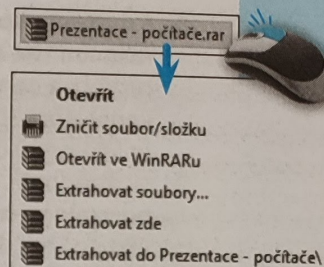 Prezentace - počítače.rar
Otevřít
Zničit soubor/složku
Otevřít ve WinRARu
Extrahovat soubory...
Extrahovat zde
Extrahovat do Prezentace - počítače\